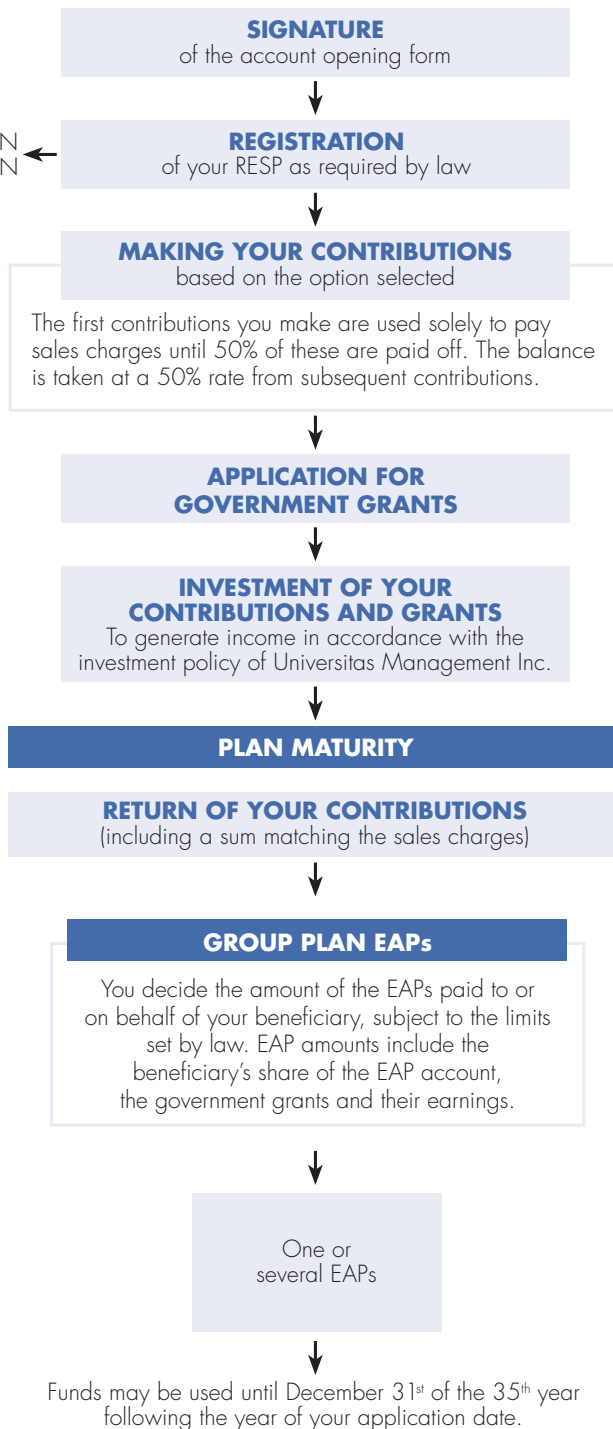 SIGNATURE
of the account opening form
REGISTRATION
of your RESP as required by law
MAKING YOUR CONTRIBUTIONS
based on the option selected
The first contributions you make are used solely to pay
sales charges until 50% of these are paid off. The balance
is taken at a 50% rate from subsequent contributions.
APPLICATION FOR
GOVERNMENT GRANTS
INVESTMENT OF YOUR
CONTRIBUTIONS AND GRANTS
To generate income in accordance with the
investment policy of Universitas Management Inc.
PLAN MATURITY
RETURN OF YOUR CONTRIBUTIONS
(including a sum matching the sales charges)
GROUP PLAN EAPs
You decide the amount of the EAPs paid to or
on behalf of your beneficiary, subject to the limits
set by law. EAP amounts include the
beneficiary's share of the EAP account,
the government grants and their earnings.
One or
several EAPs
Funds may be used until December 31st of the 35th year
following the year of your application date.